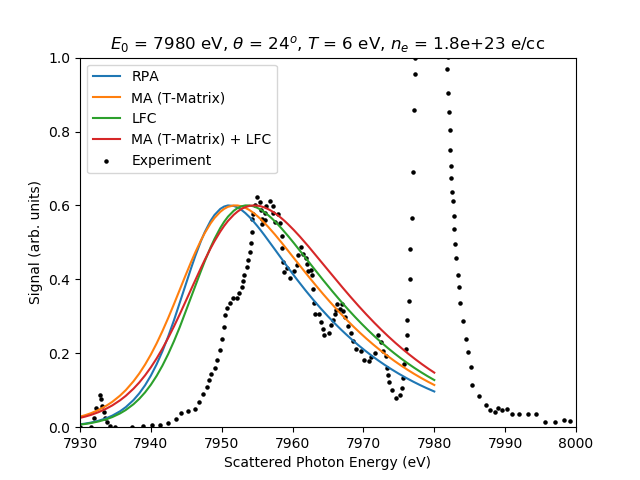 E₀ = 7980 eV, θ = 24ᵒ, T = 6 eV, nₑ = 1.8e+23 e/cc
1.0
0.8
0.6
0.4
0.2
0.0
Signal (arb. units)
RPA
MA (T-Matrix)
LFC
MA (T-Matrix) + LFC
Experiment
7930 7940 7950 7960 7970 7980 7990 8000
Scattered Photon Energy (eV)